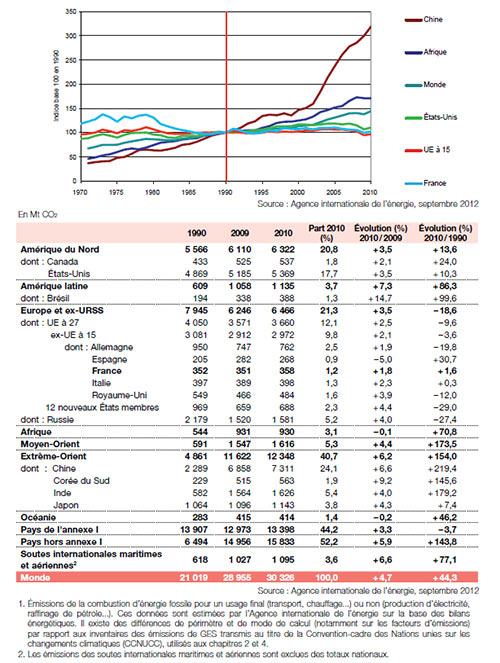 Indice base 100 en 1990
350
300
250
200
150
100
50
0
1970 1975 1980 1985 1990 1995 2000 2005 2010
Chine
Afrique
Monde
États-Unis
UE à 15
France
Source : Agence internationale de l'énergie, septembre 2012
En Mt CO2
1990 2009 2010 Part 2010 (%) Évolution (%) 2010/2009 Évolution (%) 2010/1990
Amérique du Nord 5 566 6 110 6 322 20,8 +3,5 +13,6
dont : Canada 433 525 537 1,8 +2,1 +24,0
États-Unis 4 869 5 185 5 369 17,7 +3,5 +10,3
Amérique latine 609 1 058 1 135 3,7 +7,3 +86,3
dont : Brésil 194 338 388 1,3 +14,7 +99,6
Europe et ex-URSS 7 945 6 246 6 466 21,3 +3,5 -18,6
dont : UE à 27 4 050 3 571 3 660 12,1 +2,5 -9,6
ex-UE à 15 3 081 2 912 2 972 9,8 +2,1 -3,6
dont : Allemagne 950 747 762 2,5 +1,9 -19,8
Espagne 205 282 268 0,9 -5,0 +30,7
France 352 351 358 1,2 +1,8 +1,6
Italie 397 389 398 1,3 +2,3 +0,3
Royaume-Uni 549 466 484 1,6 +3,9 -12,0
12 nouveaux États membres 969 659 688 2,3 +4,4 -29,0
dont : Russie 2 179 1 520 1 581 5,2 +4,0 -27,4
Afrique 544 931 930 3,1 -0,1 +70,8
Moyen-Orient 591 1 547 1 616 5,3 +4,4 +173,5
Extrême-Orient 4 861 11 622 12 348 40,7 +6,2 +154,0
dont : Chine 2 289 6 858 7 311 24,1 +6,6 +219,4
Corée du Sud 229 515 563 1,9 +9,2 +145,6
Inde 582 1 564 1 626 5,4 +4,0 +179,2
Japon 1 064 1 096 1 143 3,8 +4,3 +7,4
Océanie 283 415 414 1,4 -0,2 +46,2
Pays de l'annexe I 13 907 12 973 13 398 44,2 +3,3 -3,7
Pays hors annexe I 6 494 14 956 15 833 52,2 +5,9 +143,8
Soutes internationales maritimes
et aériennes2 618 1 027 1 095 3,6 +6,6 +77,1
Monde 21 019 28 955 30 326 100,0 +4,7 +44,3
Source : Agence internationale de l'énergie, septembre 2012
1. Émissions de la combustion d'énergie fossile pour un usage final (transport, chauffage...) ou non (production d'électricité,
raffinage de pétrole...). Ces données sont estimées par l'Agence internationale de l'énergie sur la base des bilans
énergétiques. Il existe des différences de périmètre et de mode de calcul (notamment sur les facteurs d'émissions)
par rapport aux inventaires des émissions de GES transmis au titre de la Convention-cadre des Nations unies sur les
changements climatiques (CCNUCC), utilisés aux chapitres 2 et 4.
2. Les émissions des soutes internationales maritimes et aériennes sont exclues des totaux nationaux.